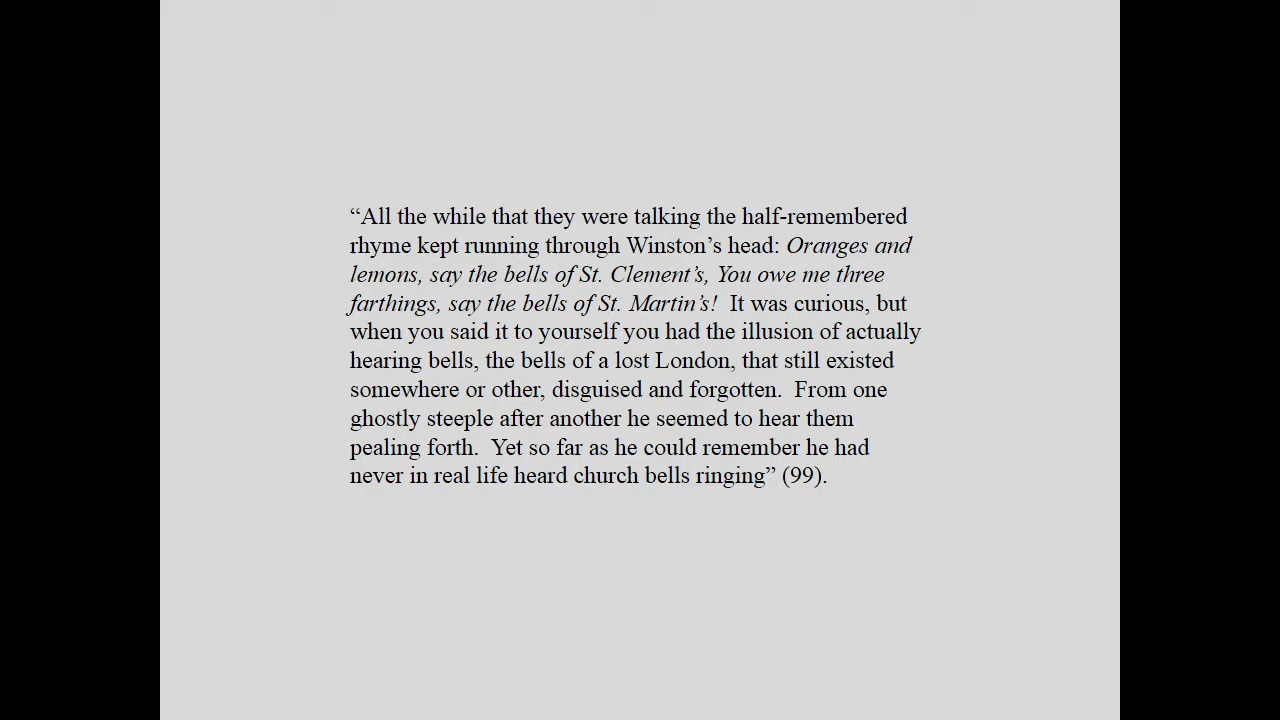 “All the while that they were talking the half-remembered
rhyme kept running through Winston’s head: Oranges and
lemons, say the bells of St. Clement’s, You owe me three
farthings, say the bells of St. Martin’s!  It was curious, but
when you said it to yourself you had the illusion of actually
hearing bells, the bells of a lost London, that still existed
somewhere or other, disguised and forgotten.  From one
ghostly steeple after another he seemed to hear them
pealing forth.  Yet so far as he could remember he had
never in real life heard church bells ringing” (99).